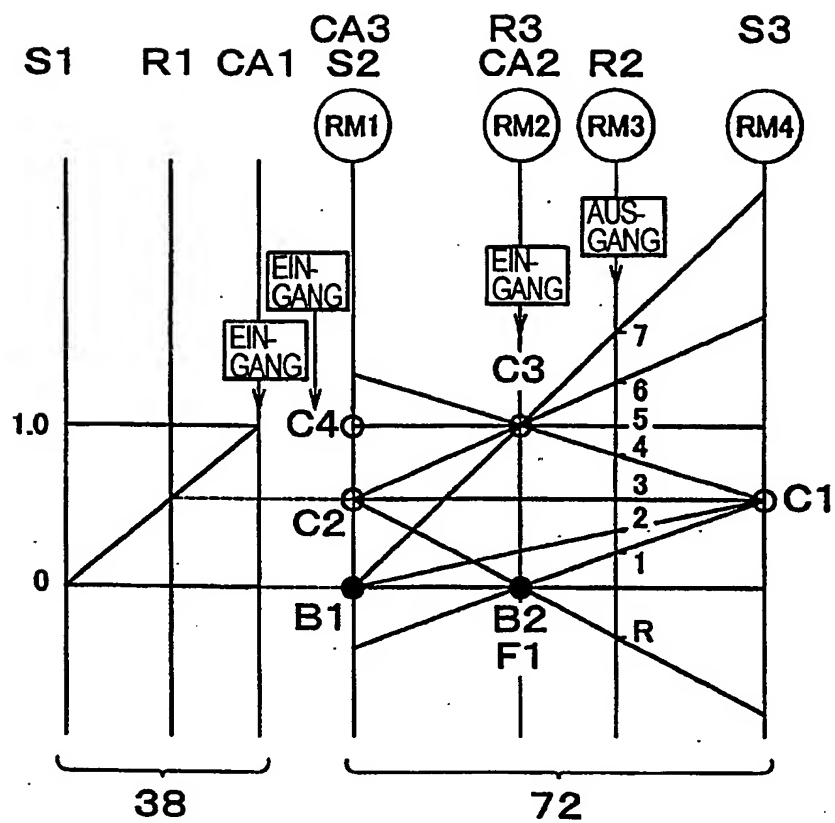 CA3 R3 S3
S1 R1 CA1 S2 CA2 R2
RM1 RM2 RM3 RM4
AUS-
GANG
EIN-
GANG
EIN-
GANG
EIN-
GANG
7
C3
6
1.0 C4 5
4
3
C2 C1
2
0 1
B1 B2 R
F1
38 72